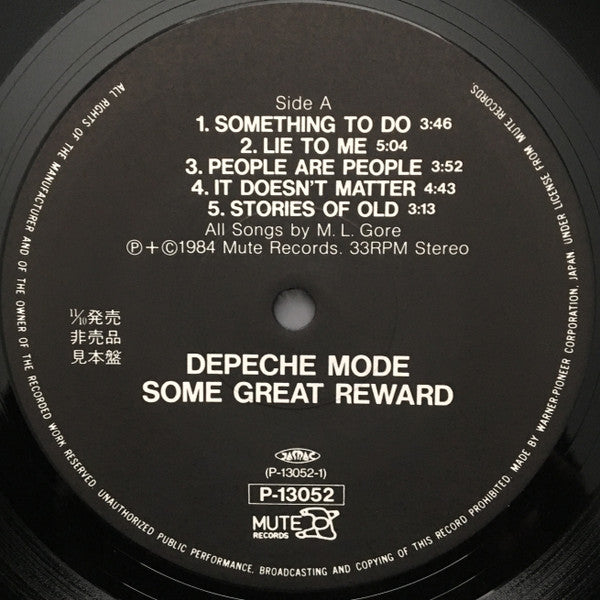 Side A
1. SOMETHING TO DO 3:46
2. LIE TO ME 5:04
3. PEOPLE ARE PEOPLE 3:52
4. IT DOESN'T MATTER 4:43
5. STORIES OF OLD 3:13
All Songs by M. L. Gore
Ⓟ+©1984 Mute Records. 33RPM Stereo
11/10発売
非売品
見本盤
DEPECHE MODE
SOME GREAT REWARD
JASRAC
(P-13052-1)
P-13052
MUTE
RECORDS
ALL RIGHTS OF THE MANUFACTURER AND OF THE OWNER OF THE RECORDED WORK RESERVED. UNAUTHORIZED PUBLIC PERFORMANCE, BROADCASTING AND COPYING OF THIS RECORD PROHIBITED. MADE BY WARNER-PIONEER CORPORATION, JAPAN UNDER LICENSE FROM MUTE RECORDS.